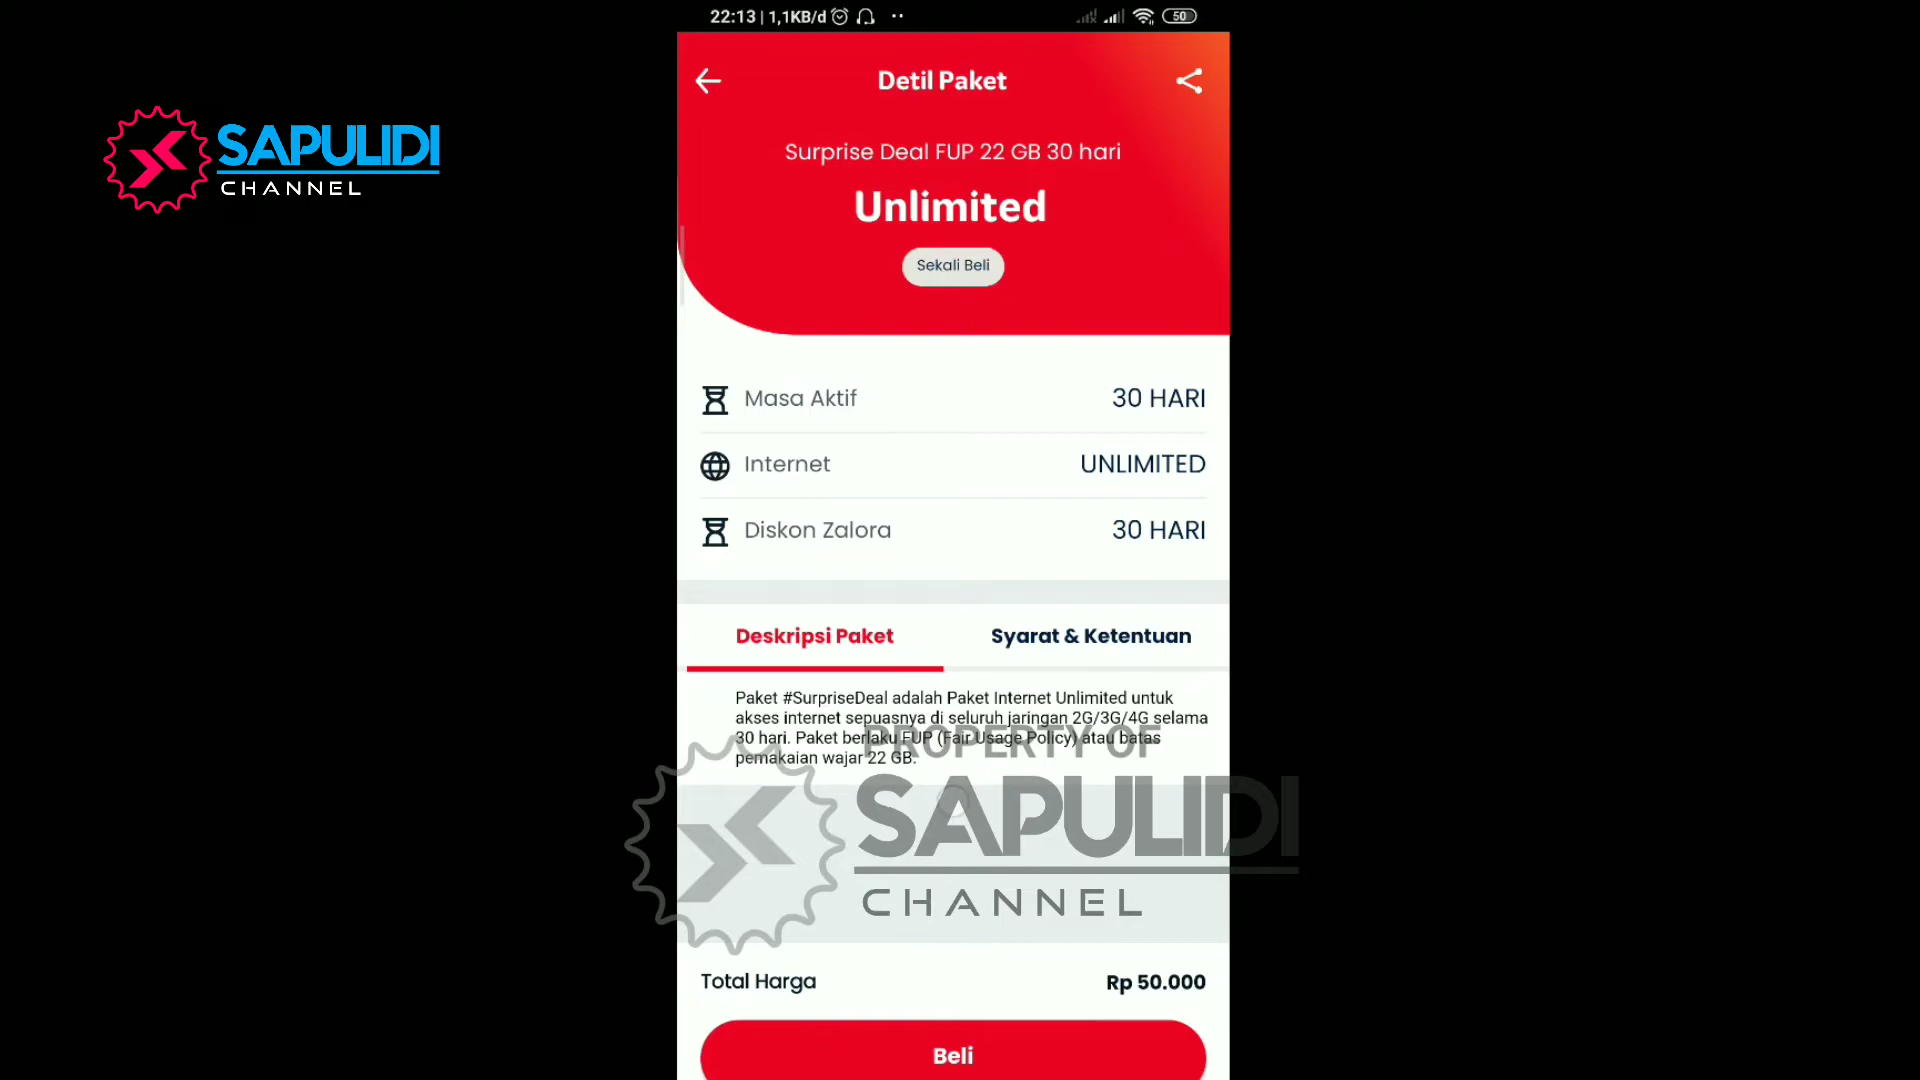 22:13 | 1,1KB/d
50
SAPULIDI
CHANNEL
Detil Paket
Surprise Deal FUP 22 GB 30 hari
Unlimited
Sekali Beli
Masa Aktif 30 HARI
Internet UNLIMITED
Diskon Zalora 30 HARI
Deskripsi Paket Syarat & Ketentuan
Paket #SurpriseDeal adalah Paket Internet Unlimited untuk
akses internet sepuasnya di seluruh jaringan 2G/3G/4G selama
30 hari. Paket berlaku FUP (Fair Usage Policy) atau batas
pemakaian wajar 22 GB.
PROPERTY OF
SAPULIDI
CHANNEL
Total Harga Rp 50.000
Beli